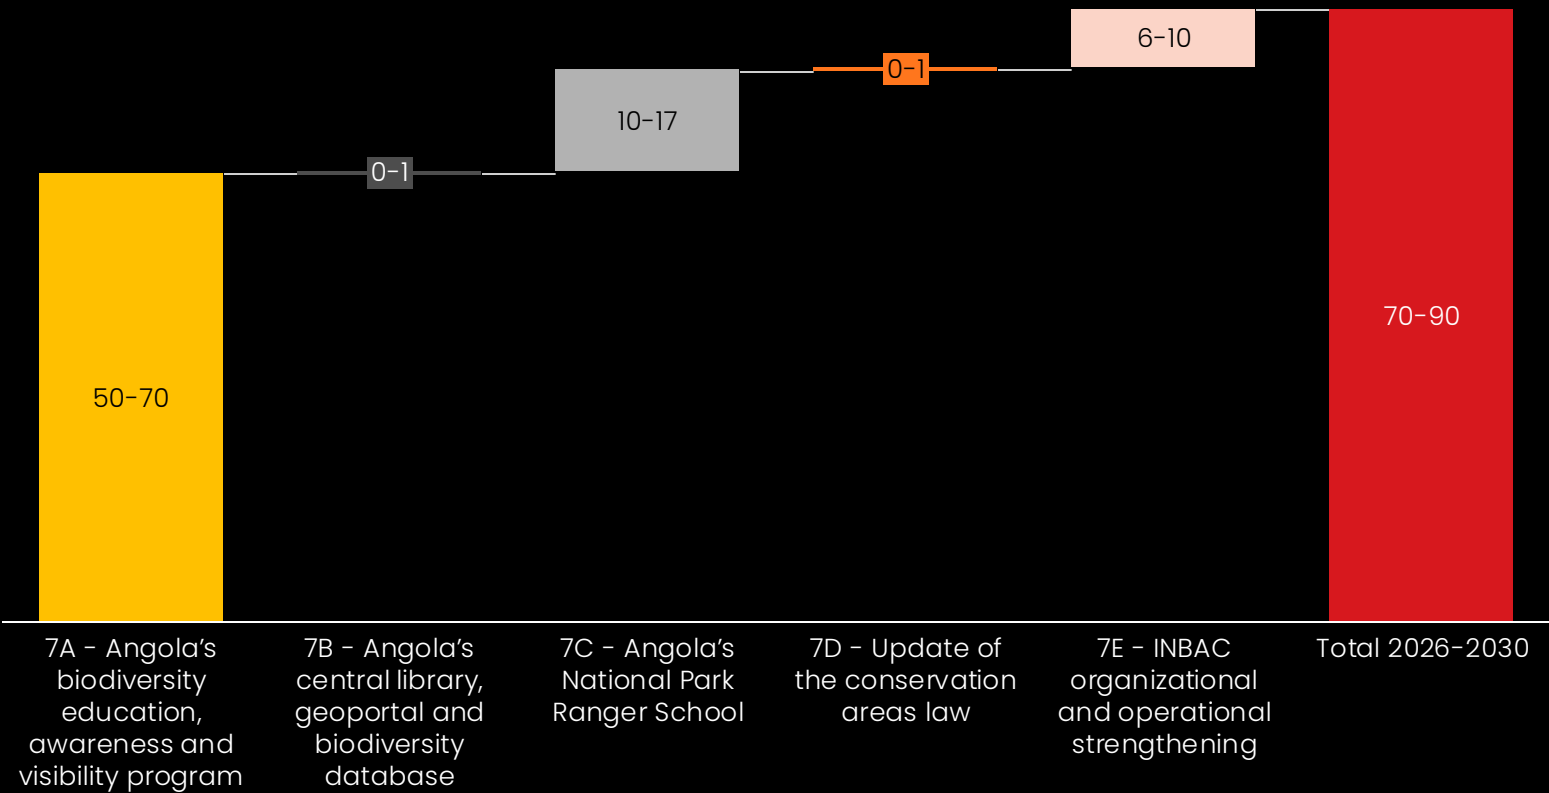 6-10
0-1
10-17
0-1
70-90
50-70
7A - Angola’s
biodiversity
education,
awareness and
visibility program
7B - Angola’s
central library,
geoportal and
biodiversity
database
7C - Angola’s
National Park
Ranger School
7D - Update of
the conservation
areas law
7E - INBAC
organizational
and operational
strengthening
Total 2026-2030